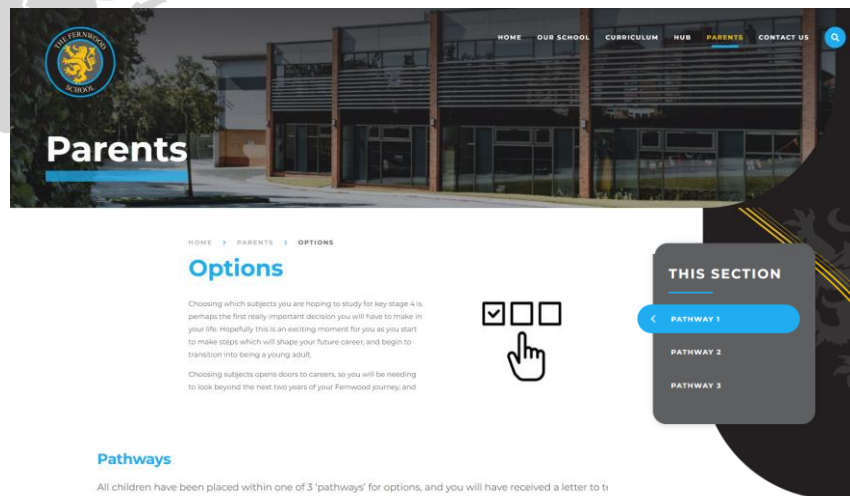 THE FERNWOOD
SCHOOL
HOME OUR SCHOOL CURRICULUM HUB PARENTS CONTACT US
Parents
HOME > PARENTS > OPTIONS
Options
Choosing which subjects you are hoping to study for key stage 4 is
perhaps the first really important decision you will have to make in
your life. Hopefully this is an exciting moment for you as you start
to make steps which will shape your future career, and begin to
transition into being a young adult.
Choosing subjects opens doors to careers, so you will be needing
to look beyond the next two years of your Fernwood journey, and
THIS SECTION
PATHWAY 1
PATHWAY 2
PATHWAY 3
Pathways
All children have been placed within one of 3 'pathways' for options, and you will have received a letter to